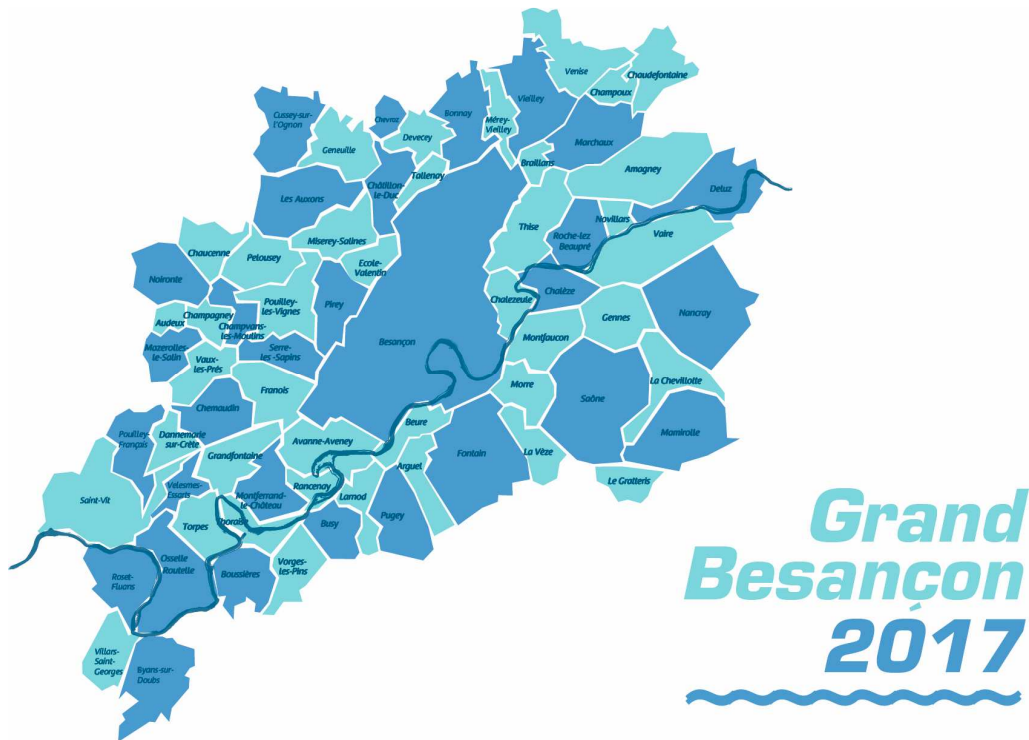 Venise
Chaudefontaine
Champoux
Vieilley
Cussey-sur-
l'Ognon
Chevroz
Bonnay
Mérey-
Vieilley
Devecey
Marchaux
Geneuille
Braillans
Amagney
Tallenay
Châtillon-
le-Duc
Deluz
Les Auxons
Novillars
Thise
Roche-lez
Beaupré
Vaire
Miserey-Salines
Chaucenne
Pelousey
Ecole-
Valentin
Noironte
Chalèze
Chalezeule
Pouilley-
les-Vignes
Pirey
Nancray
Champagney
Audeux
Champvans-
les-Moulins
Gennes
Montfaucon
Besançon
Mazerolles-
le-Salin
Serre-
les-Sapins
Vaux-
les-Prés
Franois
Morre
La Chevillotte
Chemaudin
Saône
Beure
Mamirolle
Pouilley-
Français
Dannemarie
sur-Crète
Avanne-Aveney
Grandfontaine
Fontain
La Vèze
Arguel
Velesmes-
Essarts
Rancenay
Le Gratteris
Saint-Vit
Montferrand-
le-Château
Larnod
Pugey
Torpes
Thoraise
Busy
Osselle
Routelle
Boussières
Vorges-
les-Pins
Roset-
Fluans
Villars-
Saint-
Georges
Byans-sur-
Doubs
Grand
Besançon
2017